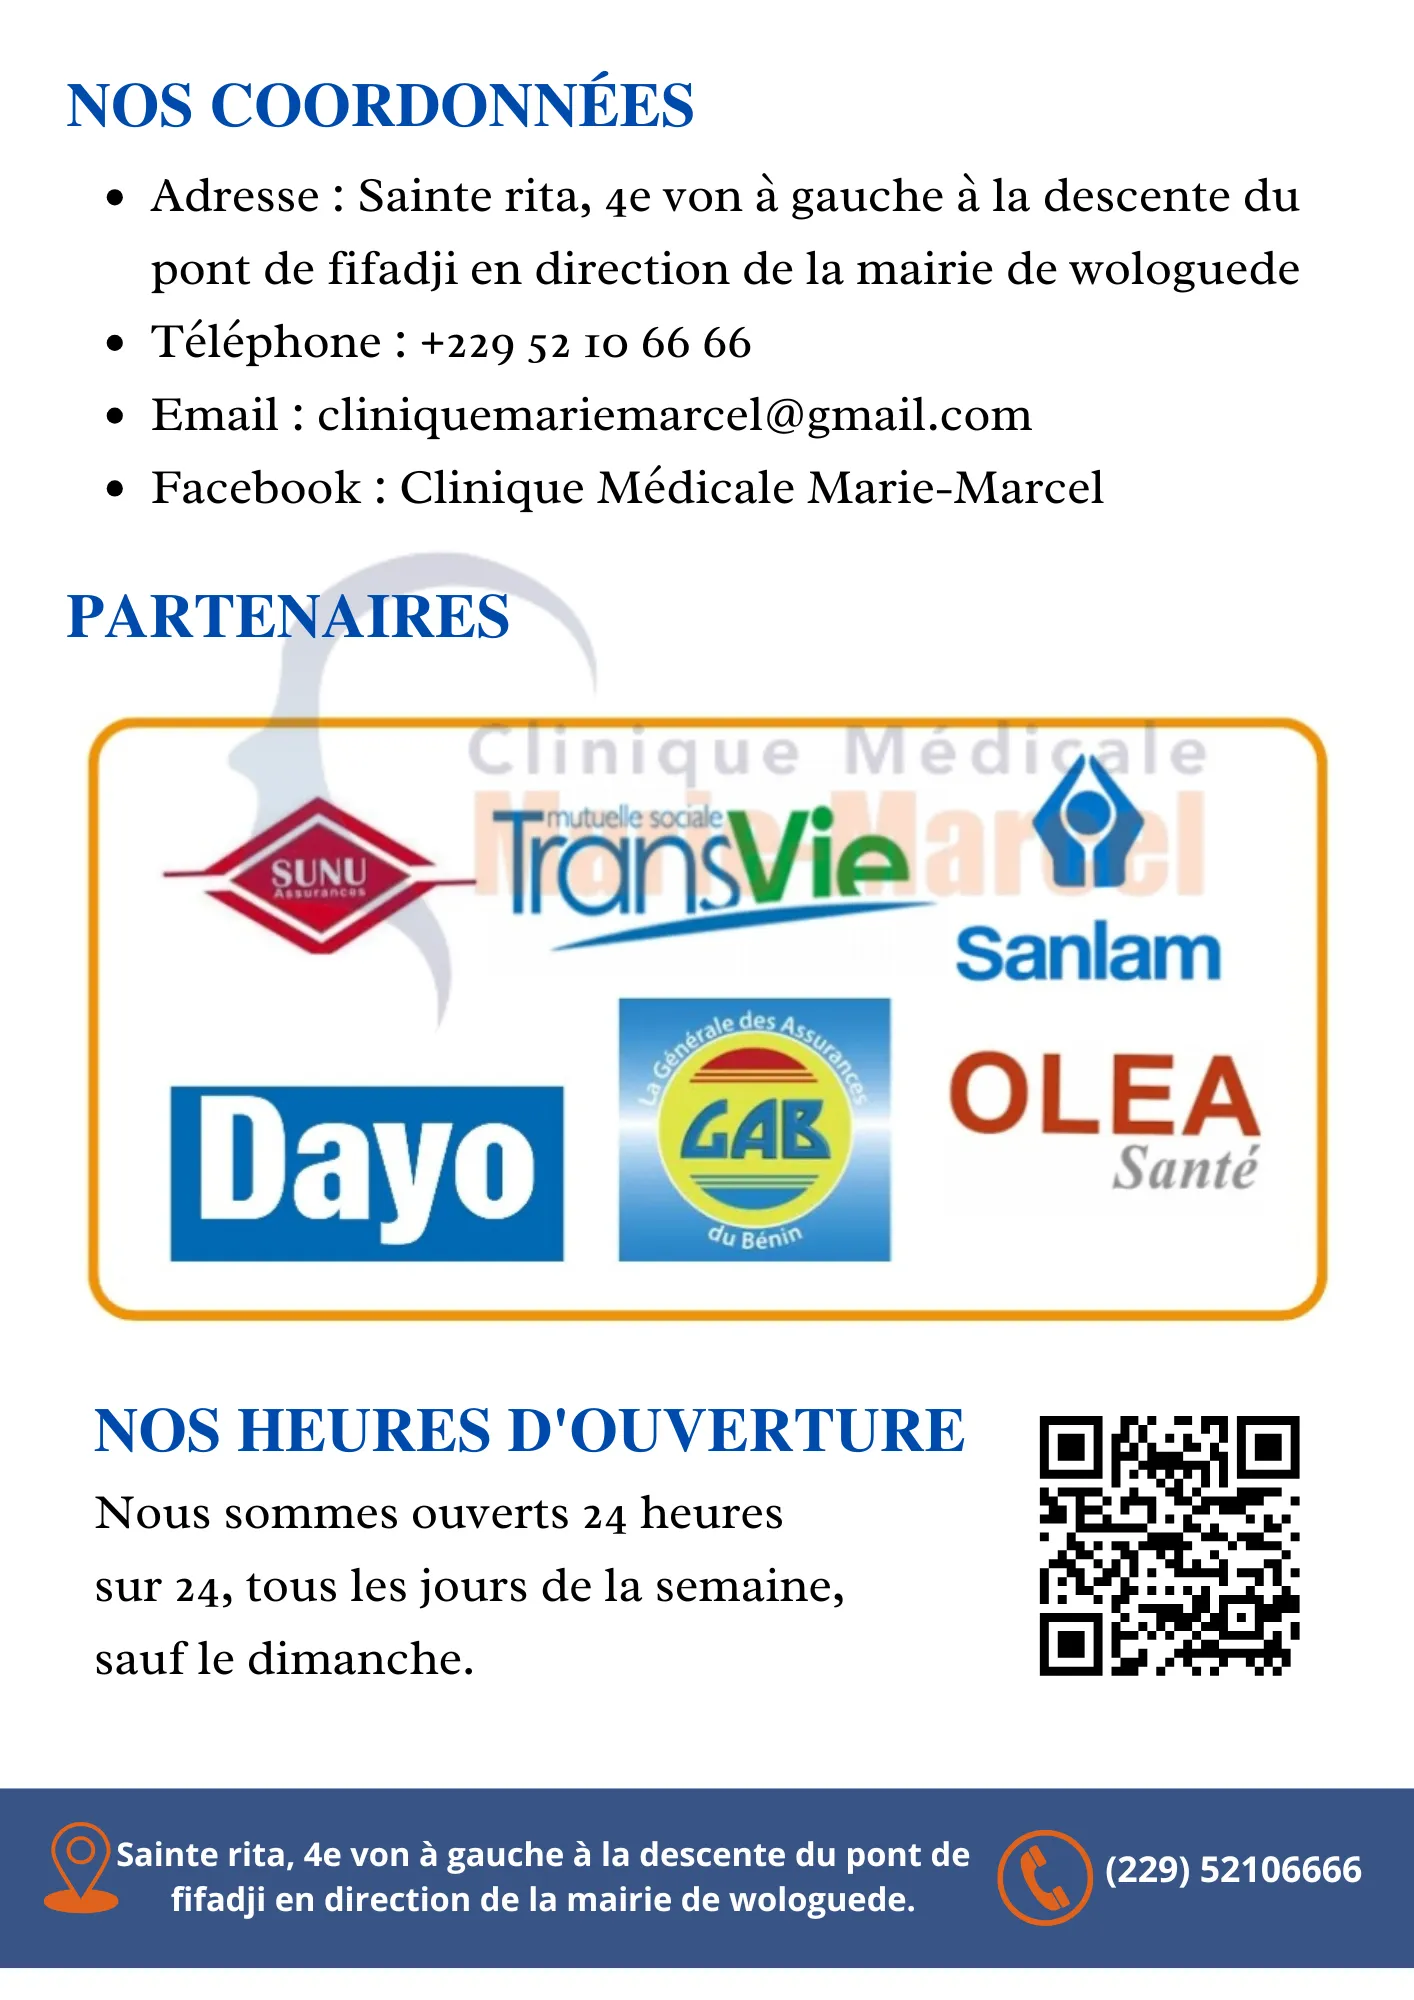 NOS COORDONNÉES
• Adresse : Sainte rita, 4e von à gauche à la descente du
pont de fifadji en direction de la mairie de wologuede
• Téléphone : +229 52 10 66 66
• Email : cliniquemariemarcel@gmail.com
• Facebook : Clinique Médicale Marie-Marcel
PARTENAIRES
Clinique Médicale
Marie-Marcel
SUNU
Assurances
mutuelle sociale
TransVie
Sanlam
Dayo
La Générale des Assurances
GAB
du Bénin
OLEA
Santé
NOS HEURES D'OUVERTURE
Nous sommes ouverts 24 heures
sur 24, tous les jours de la semaine,
sauf le dimanche.
Sainte rita, 4e von à gauche à la descente du pont de
fifadji en direction de la mairie de wologuede.
(229) 52106666